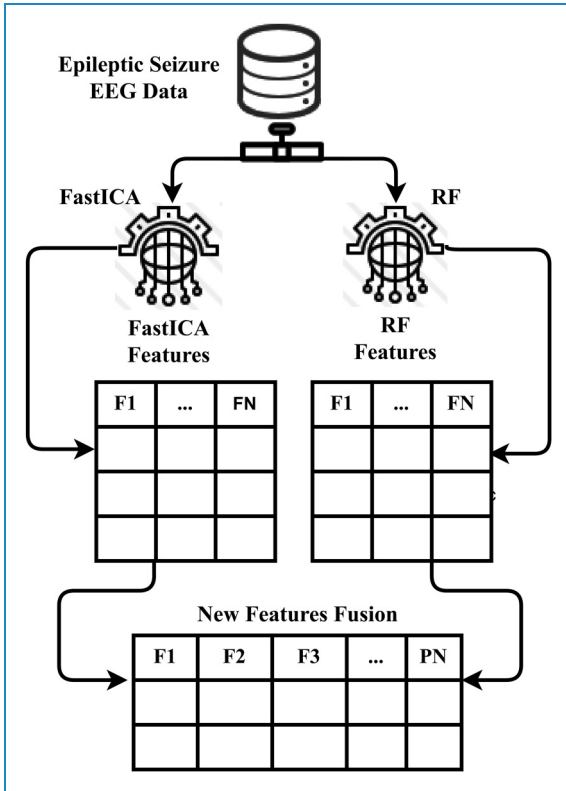 Epileptic Seizure
EEG Data
FastICA
RF
FastICA
Features
RF
Features
F1 ... FN
F1 ... FN
c
New Features Fusion
F1 F2 F3 ... PN